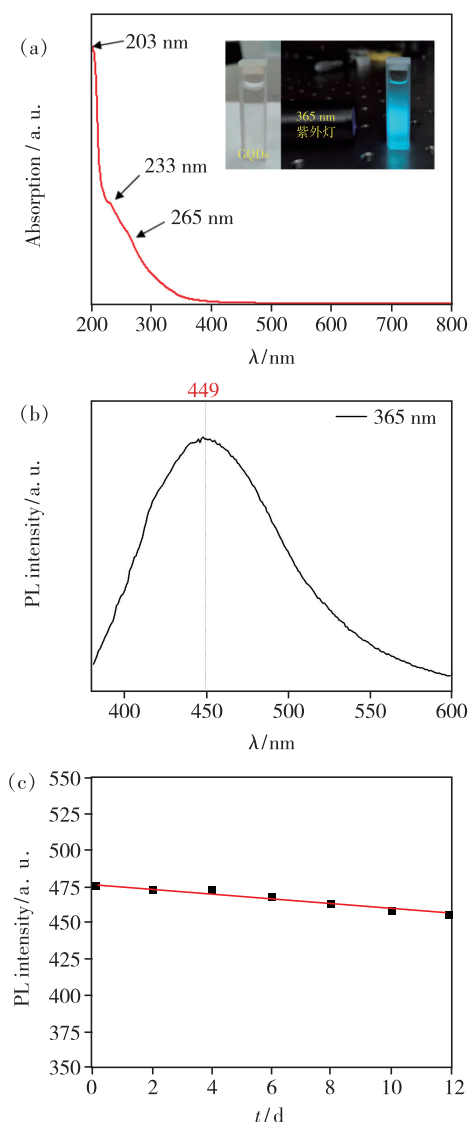 (a)
203 nm
233 nm
265 nm
365 nm
紫外灯
GQDs
Absorption / a. u.
200 300 400 500 600 700 800
λ/nm
(b)
449
365 nm
PL intensity/a. u.
400 450 500 550 600
λ/nm
(c)
550
525
500
475
450
425
400
375
350
PL intensity/a. u.
0 2 4 6 8 10 12
t/d